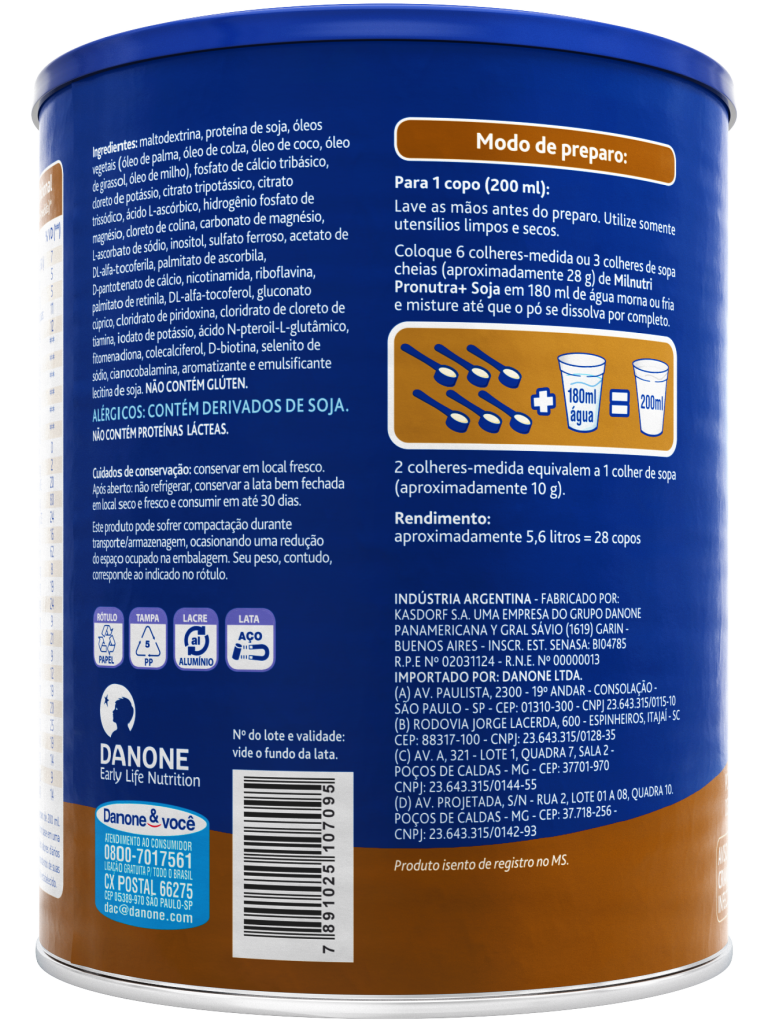 Ingredientes: maltodextrina, proteína de soja, óleos
vegetais (óleo de palma, óleo de colza, óleo de coco, óleo
de girassol, óleo de milho), fosfato de cálcio tribásico,
cloreto de potássio, citrato tripotássico, citrato
trissódico, ácido L-ascórbico, hidrogênio fosfato de
magnésio, cloreto de colina, carbonato de magnésio,
L-ascorbato de sódio, inositol, sulfato ferroso, acetato de
DL-alfa-tocoferila, palmitato de ascorbila,
D-pantotenato de cálcio, nicotinamida, riboflavina,
palmitato de retinila, DL-alfa-tocoferol, gluconato
cúprico, cloridrato de piridoxina, cloridrato de cloreto de
tiamina, iodato de potássio, ácido N-pteroil-L-glutâmico,
fitomenadiona, colecalciferol, D-biotina, selenito de
sódio, cianocobalamina, aromatizante e emulsificante
lecitina de soja. NÃO CONTÉM GLÚTEN.
ALÉRGICOS: CONTÉM DERIVADOS DE SOJA.
NÃO CONTÉM PROTEÍNAS LÁCTEAS.
Cuidados de conservação: conservar em local fresco.
Após aberto: não refrigerar, conservar a lata bem fechada
em local seco e fresco e consumir em até 30 dias.
Este produto pode sofrer compactação durante
transporte/armazenagem, ocasionando uma redução
do espaço ocupado na embalagem. Seu peso, contudo,
corresponde ao indicado no rótulo.
RÓTULO
PAPEL
TAMPA
5
PP
LACRE
al
ALUMÍNIO
LATA
AÇO
DANONE
Early Life Nutrition
Nº do lote e validade:
vide o fundo da lata.
Danone & você
ATENDIMENTO AO CONSUMIDOR
0800-7017561
LIGAÇÃO GRATUITA P/ TODO O BRASIL
CX POSTAL 66275
CEP 05389-970 SÃO PAULO-SP
dac@danone.com
7 891025 107095
Modo de preparo:
Para 1 copo (200 ml):
Lave as mãos antes do preparo. Utilize somente
utensílios limpos e secos.
Coloque 6 colheres-medida ou 3 colheres de sopa
cheias (aproximadamente 28 g) de Milnutri
Pronutra+ Soja em 180 ml de água morna ou fria
e misture até que o pó se dissolva por completo.
+
180ml
água
=
200ml
2 colheres-medida equivalem a 1 colher de sopa
(aproximadamente 10 g).
Rendimento:
aproximadamente 5,6 litros = 28 copos
INDÚSTRIA ARGENTINA - FABRICADO POR:
KASDORF S.A. UMA EMPRESA DO GRUPO DANONE
PANAMERICANA Y GRAL SÁVIO (1619) GARIN -
BUENOS AIRES - INSCR. EST. SENASA: BI04785
R.P.E Nº 02031124 - R.N.E. Nº 00000013
IMPORTADO POR: DANONE LTDA.
(A) AV. PAULISTA, 2300 - 19º ANDAR - CONSOLAÇÃO -
SÃO PAULO - SP - CEP: 01310-300 - CNPJ 23.643.315/0115-10
(B) RODOVIA JORGE LACERDA, 600 - ESPINHEIROS, ITAJAÍ - SC
CEP: 88317-100 - CNPJ: 23.643.315/0128-35
(C) AV. A, 321 - LOTE 1, QUADRA 7, SALA 2 -
POÇOS DE CALDAS - MG - CEP: 37701-970
CNPJ: 23.643.315/0144-55
(D) AV. PROJETADA, S/N - RUA 2, LOTE 01 A 08, QUADRA 10.
POÇOS DE CALDAS - MG - CEP: 37.718-256 -
CNPJ: 23.643.315/0142-93
Produto isento de registro no MS.